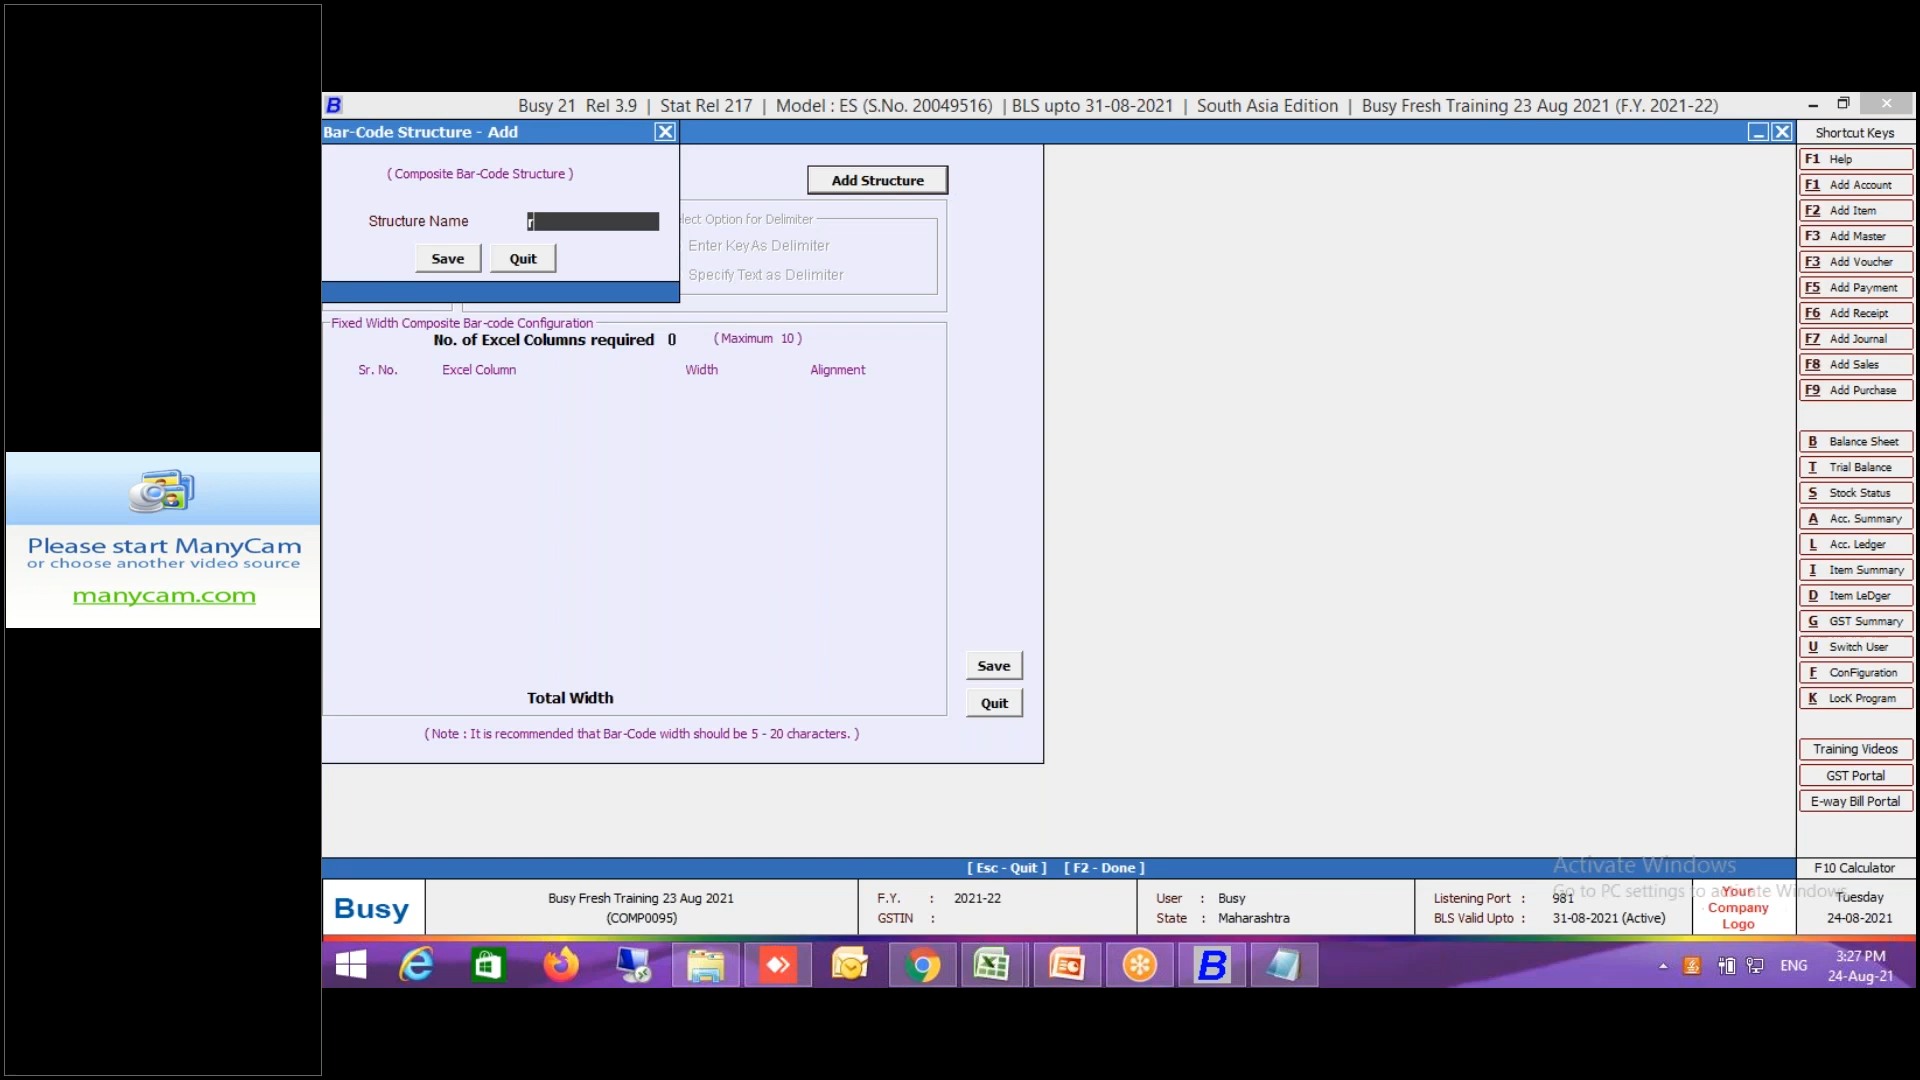 B Busy 21 Rel 3.9 | Stat Rel 217 | Model : ES (S.No. 20049516) | BLS upto 31-08-2021 | South Asia Edition | Busy Fresh Training 23 Aug 2021 (F.Y. 2021-22)
Bar-Code Structure - Add
( Composite Bar-Code Structure )
Structure Name r
Save Quit
Add Structure
lect Option for Delimiter
Enter KeyAs Delimiter
Specify Text as Delimiter
Fixed Width Composite Bar-code Configuration
No. of Excel Columns required 0 ( Maximum 10 )
Sr. No. Excel Column Width Alignment
Total Width
Save
Quit
( Note : It is recommended that Bar-Code width should be 5 - 20 characters. )
Please start ManyCam
or choose another video source
manycam.com
Shortcut Keys
F1 Help
F1 Add Account
F2 Add Item
F3 Add Master
F3 Add Voucher
F5 Add Payment
F6 Add Receipt
F7 Add Journal
F8 Add Sales
F9 Add Purchase
B Balance Sheet
T Trial Balance
S Stock Status
A Acc. Summary
L Acc. Ledger
I Item Summary
D Item LeDger
G GST Summary
U Switch User
F ConFiguration
K LocK Program
Training Videos
GST Portal
E-way Bill Portal
F10 Calculator
[ Esc - Quit ] [ F2 - Done ]
Activate Windows
Go to PC settings to activate Windows.
Busy
Busy Fresh Training 23 Aug 2021
(COMP0095)
F.Y. : 2021-22
GSTIN :
User : Busy
State : Maharashtra
Listening Port : 981
BLS Valid Upto : 31-08-2021 (Active)
Your
Company
Logo
Tuesday
24-08-2021
B
ENG
3:27 PM
24-Aug-21